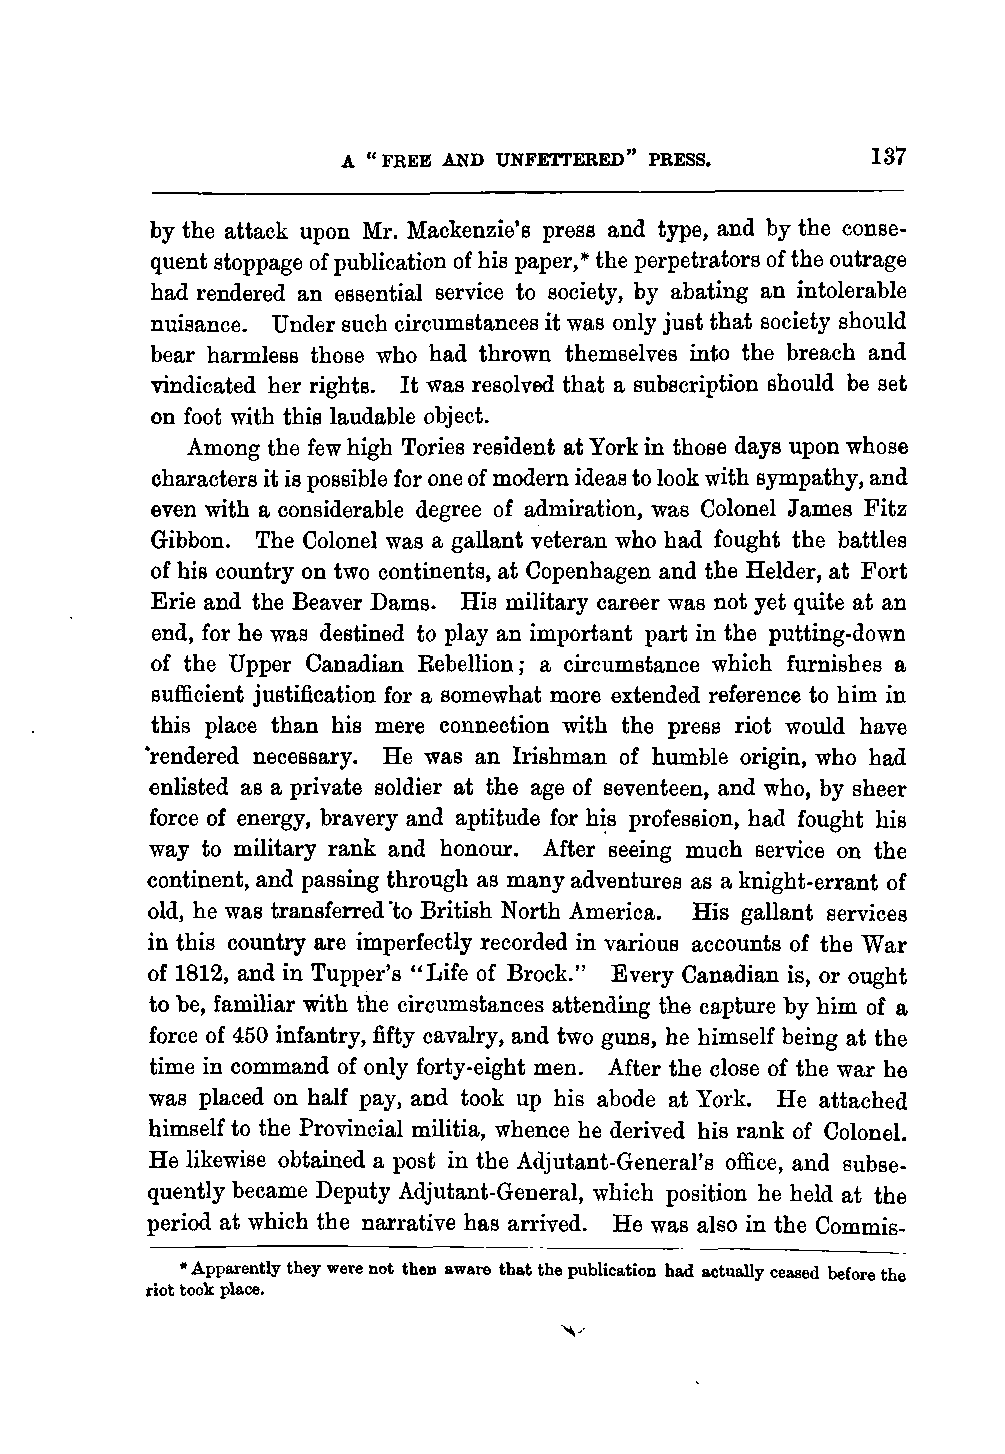 A “FREE AND UNFETTERED” PRESS. 137
by the attack upon Mr. Mackenzie's press and type, and by the conse-
quent stoppage of publication of his paper,* the perpetrators of the outrage
had rendered an essential service to society, by abating an intolerable
nuisance. Under such circumstances it was only just that society should
bear harmless those who had thrown themselves into the breach and
vindicated her rights. It was resolved that a subscription should be set
on foot with this laudable object.
Among the few high Tories resident at York in those days upon whose
characters it is possible for one of modern ideas to look with sympathy, and
even with a considerable degree of admiration, was Colonel James Fitz
Gibbon. The Colonel was a gallant veteran who had fought the battles
of his country on two continents, at Copenhagen and the Helder, at Fort
Erie and the Beaver Dams. His military career was not yet quite at an
end, for he was destined to play an important part in the putting-down
of the Upper Canadian Rebellion; a circumstance which furnishes a
sufficient justification for a somewhat more extended reference to him in
this place than his mere connection with the press riot would have
rendered necessary. He was an Irishman of humble origin, who had
enlisted as a private soldier at the age of seventeen, and who, by sheer
force of energy, bravery and aptitude for his profession, had fought his
way to military rank and honour. After seeing much service on the
continent, and passing through as many adventures as a knight-errant of
old, he was transferred to British North America. His gallant services
in this country are imperfectly recorded in various accounts of the War
of 1812, and in Tupper's “Life of Brock.” Every Canadian is, or ought
to be, familiar with the circumstances attending the capture by him of a
force of 450 infantry, fifty cavalry, and two guns, he himself being at the
time in command of only forty-eight men. After the close of the war he
was placed on half pay, and took up his abode at York. He attached
himself to the Provincial militia, whence he derived his rank of Colonel.
He likewise obtained a post in the Adjutant-General's office, and subse-
quently became Deputy Adjutant-General, which position he held at the
period at which the narrative has arrived. He was also in the Commis-
* Apparently they were not then aware that the publication had actually ceased before the
riot took place.